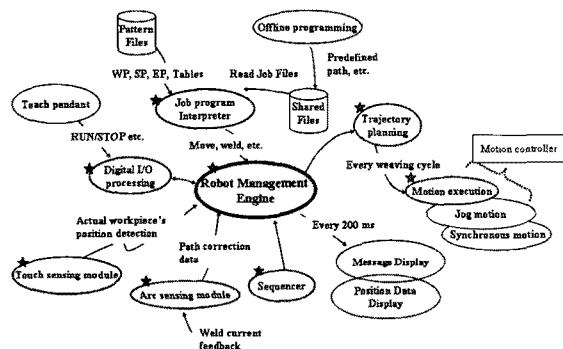 Pattern
Files
Offline programming
WP, SP, EP, Tables
Read Job Files
Predefined
path, etc.
Teach pendant
Job program
Interpreter
Shared
Files
Trajectory
planning
RUN/STOP etc.
Move, weld, etc.
Motion controller
Digital I/O
processing
Robot Management
Engine
Every weaving cycle
Motion execution
Jog motion
Synchronous motion
Actual workpiece's
position detection
Every 200 ms
Path correction
data
Touch sensing module
Arc sensing module
Sequencer
Message Display
Position Data
Display
Weld current
feedback